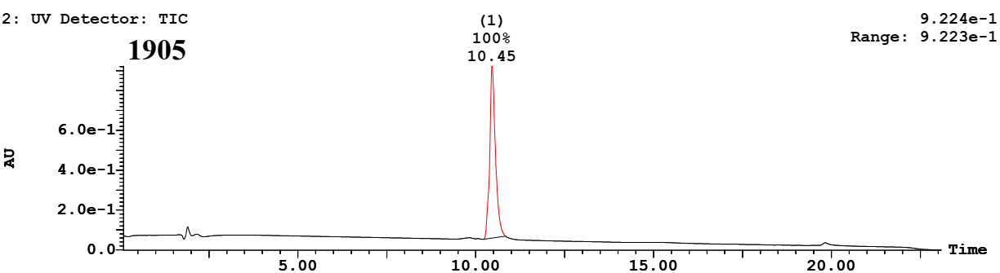 2: UV Detector: TIC
(1)
9.224e-1
100%
Range: 9.223e-1
1905
10.45
6.0e-1
AU
4.0e-1
2.0e-1
0.0
Time
5.00
10.00
15.00
20.00